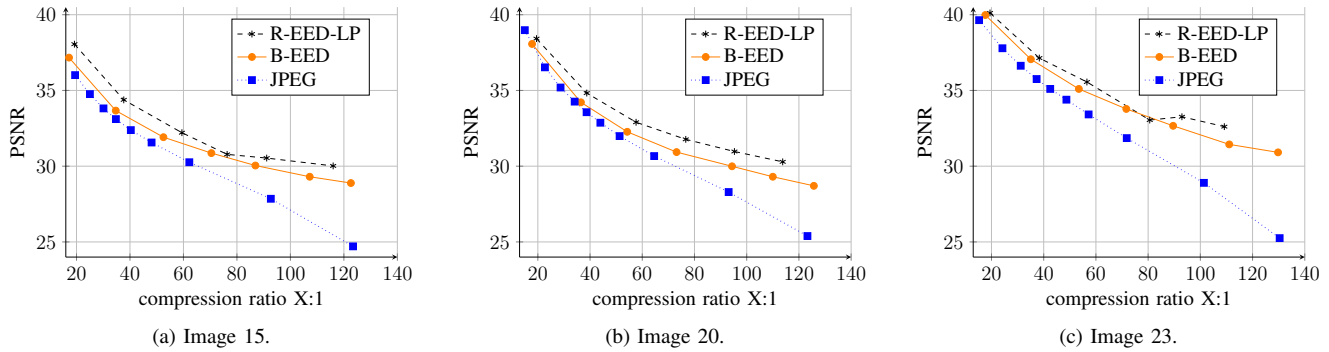 40
35
30
25
PSNR
R-EED-LP
B-EED
JPEG
20 40 60 80 100 120 140
compression ratio X:1
(a) Image 15.
40
35
30
25
PSNR
R-EED-LP
B-EED
JPEG
20 40 60 80 100 120 140
compression ratio X:1
(b) Image 20.
40
35
30
25
PSNR
R-EED-LP
B-EED
JPEG
20 40 60 80 100 120 140
compression ratio X:1
(c) Image 23.